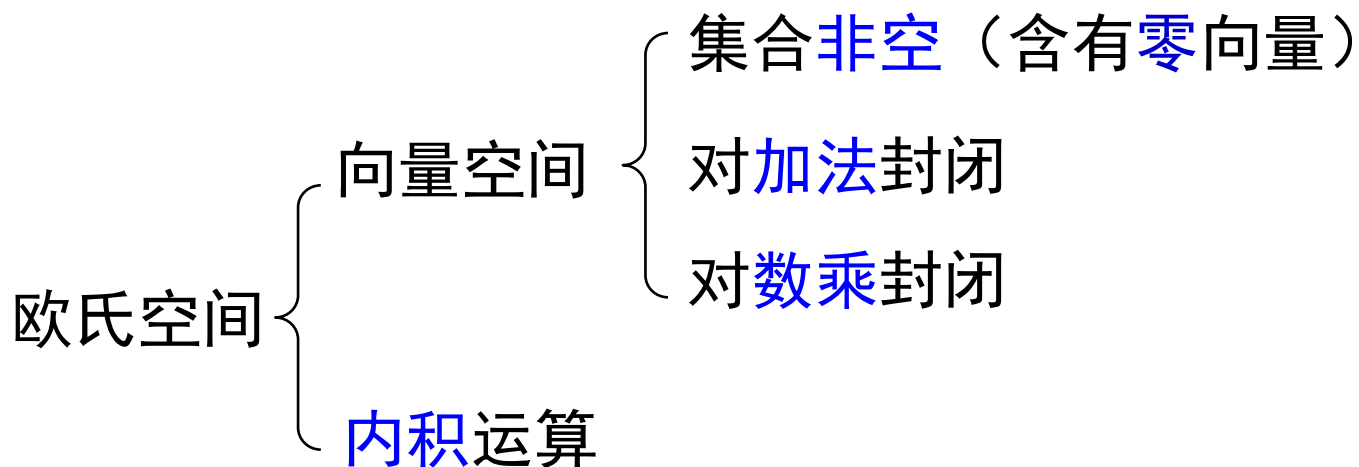 集合非空（含有零向量）
对加法封闭
向量空间
对数乘封闭
欧氏空间
内积运算